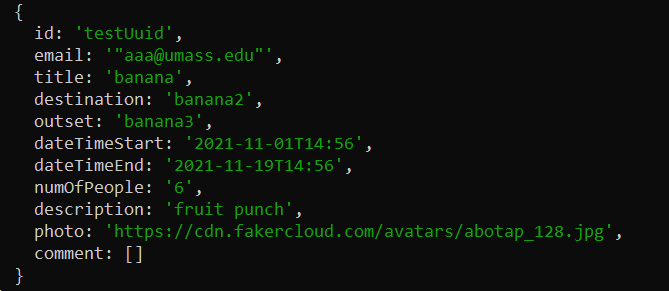 {
id: 'testUuid',
email: '"aaa@umass.edu"',
title: 'banana',
destination: 'banana2',
outset: 'banana3',
dateTimeStart: '2021-11-01T14:56',
dateTimeEnd: '2021-11-19T14:56',
numOfPeople: '6',
description: 'fruit punch',
photo: 'https://cdn.fakercloud.com/avatars/abotap_128.jpg',
comment: []
}